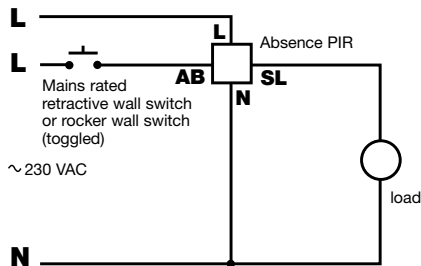 L
L
Absence PIR
L
AB
SL
Mains rated
retractive wall switch
or rocker wall switch
(toggled)
N
~ 230 VAC
load
N